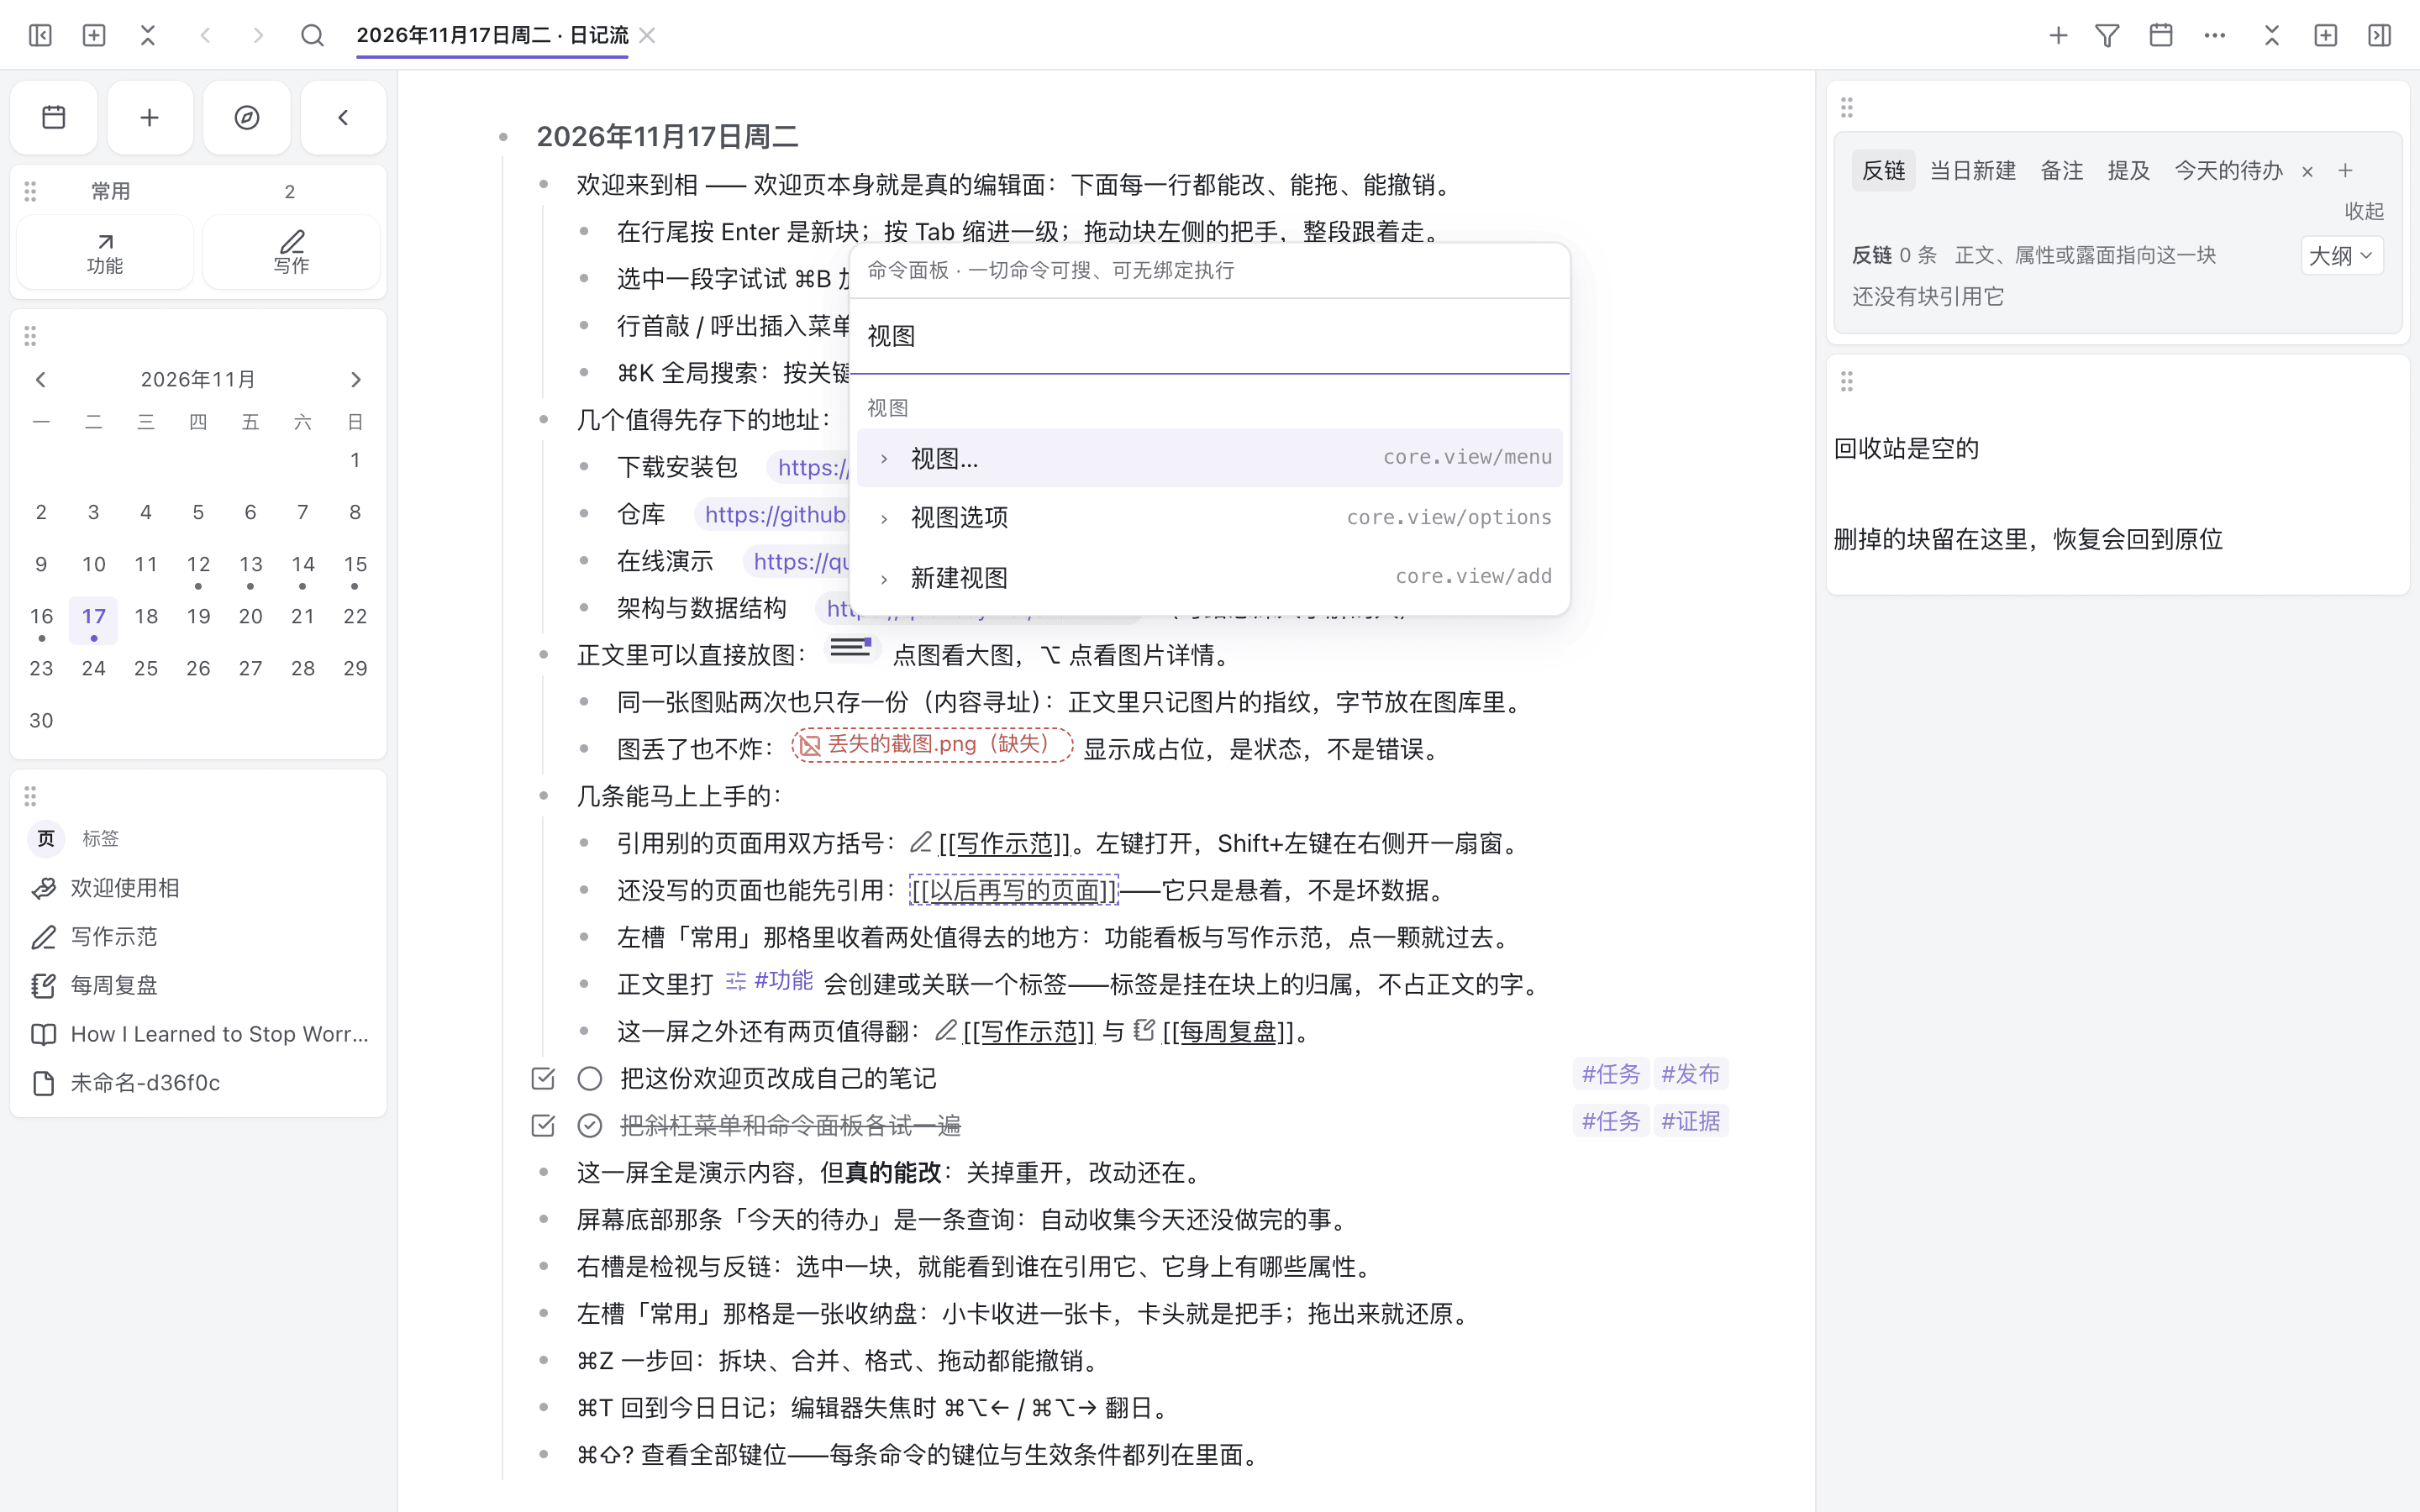 2026年11月17日周二 · 日记流
常用 2
功能 写作
2026年11月
一 二 三 四 五 六 日
1
2 3 4 5 6 7 8
9 10 11 12 13 14 15
16 17 18 19 20 21 22
23 24 25 26 27 28 29
30
页 标签
欢迎使用相
写作示范
每周复盘
How I Learned to Stop Worr...
未命名-d36f0c
2026年11月17日周二
欢迎来到相 —— 欢迎页本身就是真的编辑面：下面每一行都能改、能拖、能撤销。
在行尾按 Enter 是新块；按 Tab 缩进一级；拖动块左侧的把手，整段跟着走。
选中一段字试试 ⌘B
行首敲 / 呼出插入菜单
⌘K 全局搜索：按关键
几个值得先存下的地址：
下载安装包 https:/
仓库 https://github.
在线演示 https://qu
架构与数据结构
正文里可以直接放图： 点图看大图，⌥ 点看图片详情。
同一张图贴两次也只存一份（内容寻址）：正文里只记图片的指纹，字节放在图库里。
图丢了也不炸： 丢失的截图.png（缺失） 显示成占位，是状态，不是错误。
几条能马上上手的：
引用别的页面用双方括号： [[写作示范]]。左键打开，Shift+左键在右侧开一扇窗。
还没写的页面也能先引用：[[以后再写的页面]]——它只是悬着，不是坏数据。
左槽「常用」那格里收着两处值得去的地方：功能看板与写作示范，点一颗就过去。
正文里打 #功能 会创建或关联一个标签——标签是挂在块上的归属，不占正文的字。
这一屏之外还有两页值得翻： [[写作示范]] 与 [[每周复盘]]。
把这份欢迎页改成自己的笔记 #任务 #发布
把斜杠菜单和命令面板各试一遍 #任务 #证据
这一屏全是演示内容，但真的能改：关掉重开，改动还在。
屏幕底部那条「今天的待办」是一条查询：自动收集今天还没做完的事。
右槽是检视与反链：选中一块，就能看到谁在引用它、它身上有哪些属性。
左槽「常用」那格是一张收纳盘：小卡收进一张卡，卡头就是把手；拖出来就还原。
⌘Z 一步回：拆块、合并、格式、拖动都能撤销。
⌘T 回到今日日记；编辑器失焦时 ⌘⌥← / ⌘⌥→ 翻日。
⌘⇧? 查看全部键位——每条命令的键位与生效条件都列在里面。
命令面板 · 一切命令可搜、可无绑定执行
视图
视图
视图... core.view/menu
视图选项 core.view/options
新建视图 core.view/add
反链 当日新建 备注 提及 今天的待办 × +
收起
反链 0 条 正文、属性或露面指向这一块 大纲
还没有块引用它
回收站是空的
删掉的块留在这里，恢复会回到原位